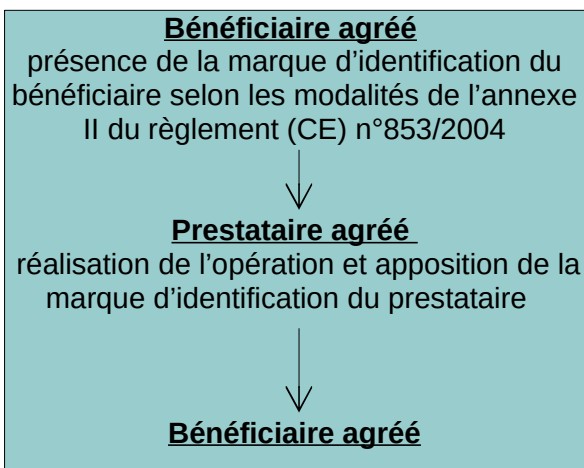 Bénéficiaire agréé
présence de la marque d’identification du
bénéficiaire selon les modalités de l’annexe
II du règlement (CE) n°853/2004
Prestataire agréé
réalisation de l’opération et apposition de la
marque d’identification du prestataire
Bénéficiaire agréé